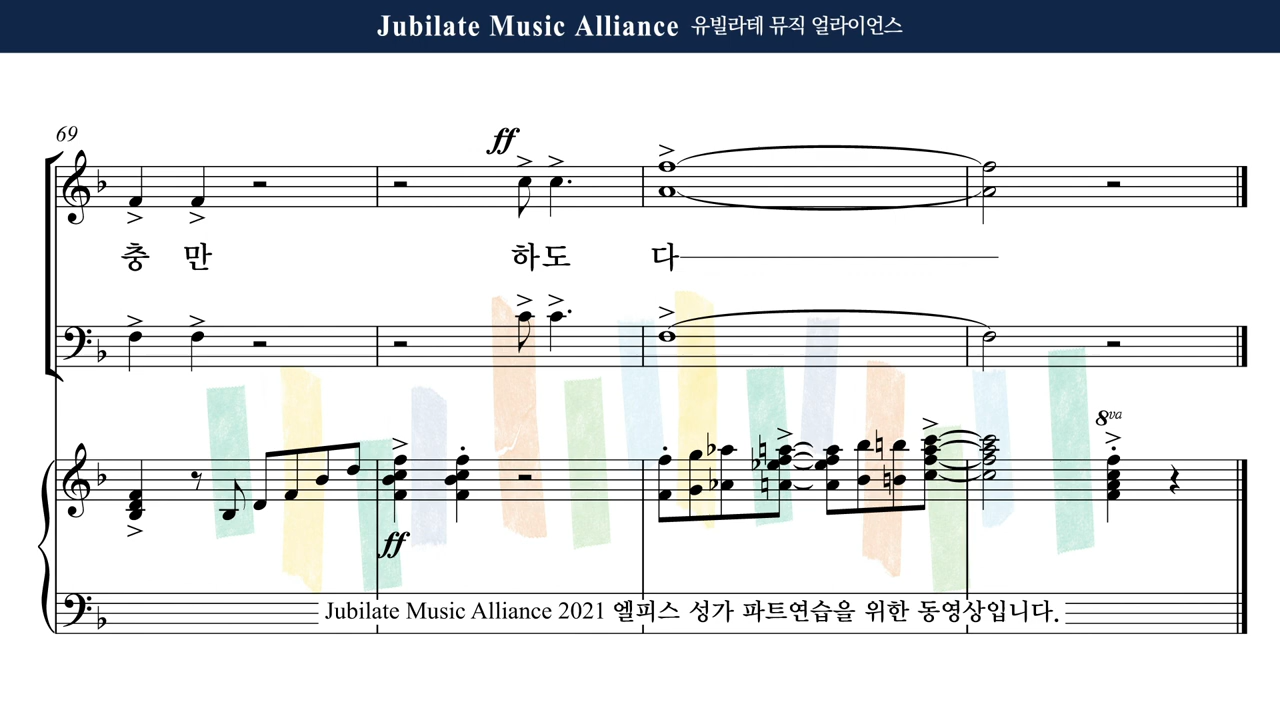 Jubilate Music Alliance 유빌라테 뮤직 얼라이언스
69
ff
충 만 하도 다
8va
ff
Jubilate Music Alliance 2021 엘피스 성가 파트연습을 위한 동영상입니다.